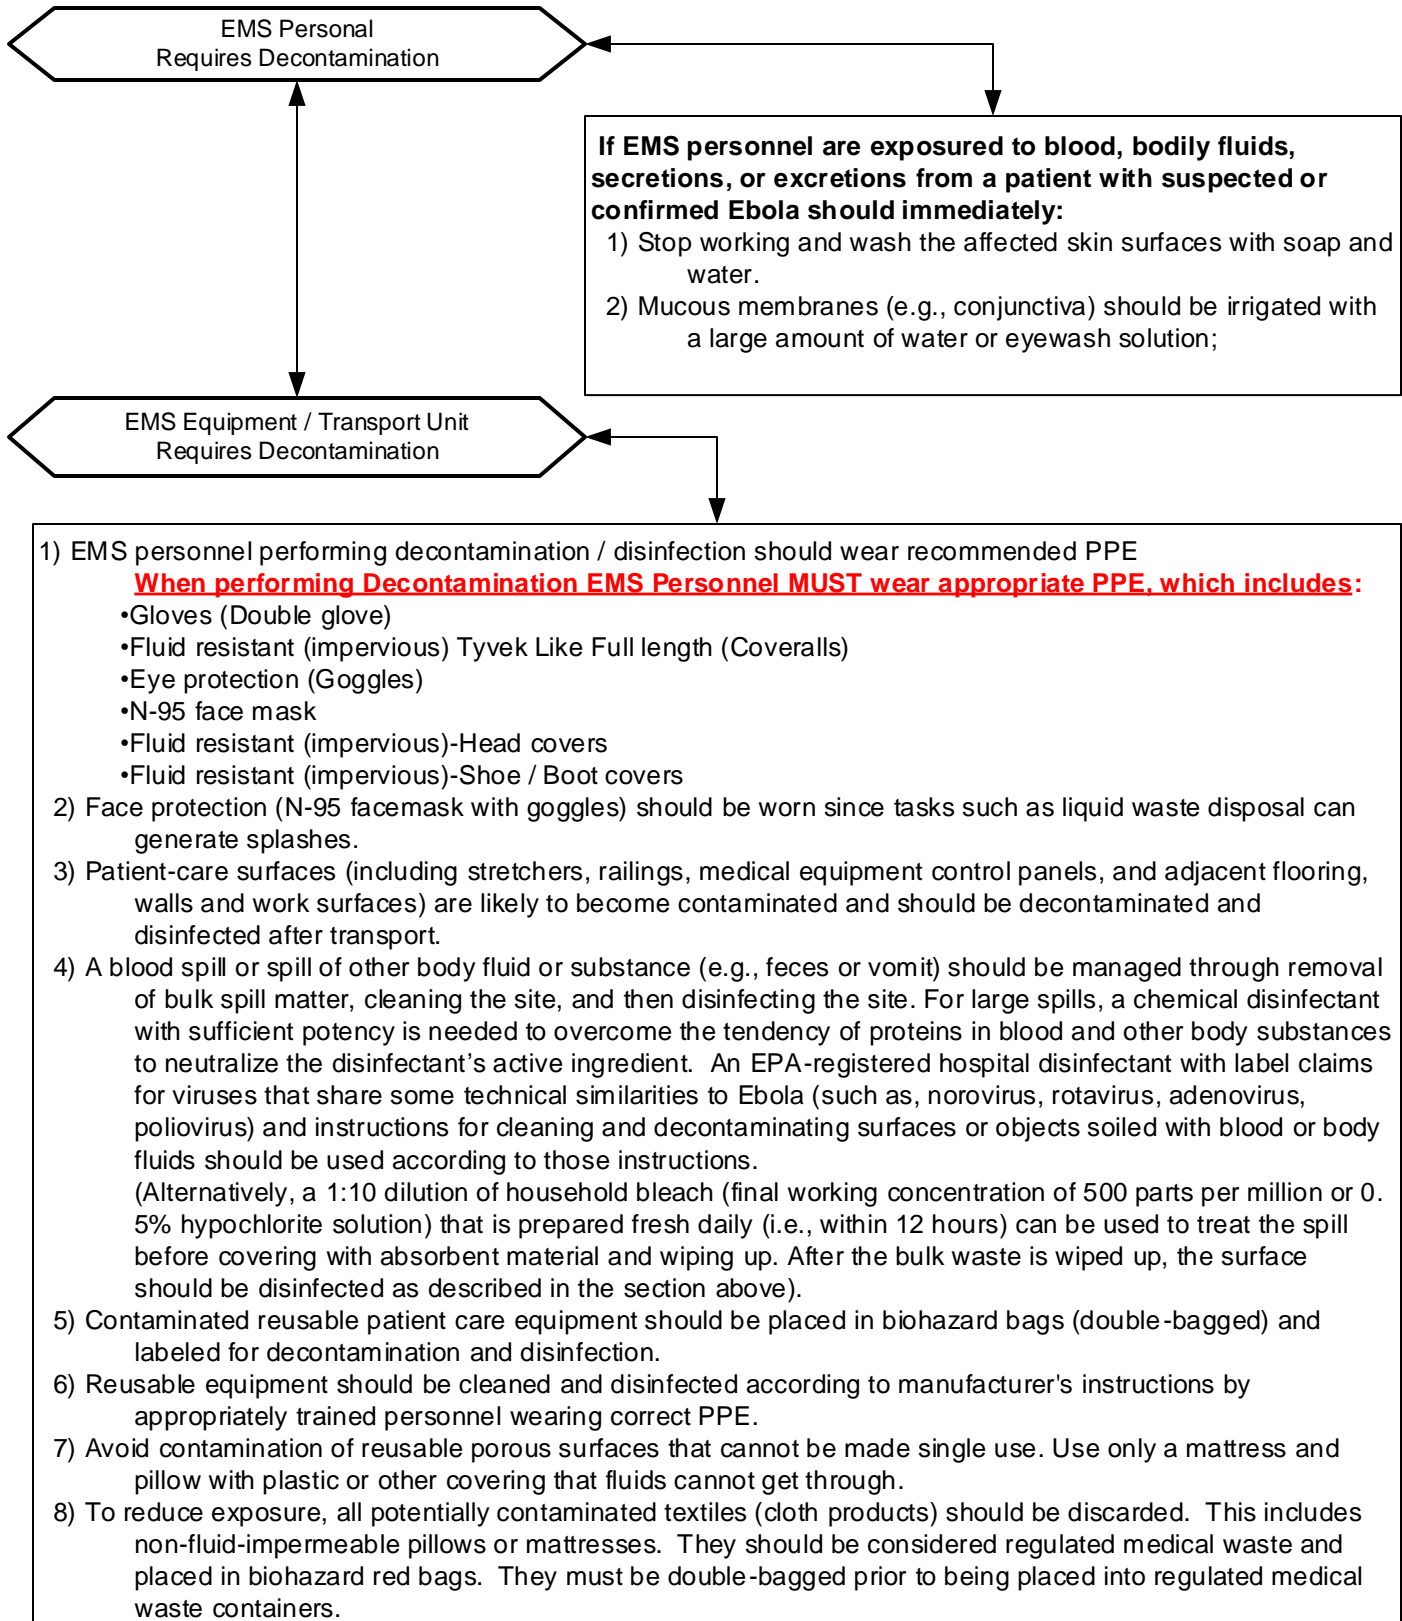 EMS Personal
Requires Decontamination
If EMS personnel are exposured to blood, bodily fluids,
secretions, or excretions from a patient with suspected or
confirmed Ebola should immediately:
1) Stop working and wash the affected skin surfaces with soap and
water.
2) Mucous membranes (e.g., conjunctiva) should be irrigated with
a large amount of water or eyewash solution;
EMS Equipment / Transport Unit
Requires Decontamination
1) EMS personnel performing decontamination / disinfection should wear recommended PPE
When performing Decontamination EMS Personnel MUST wear appropriate PPE, which includes:
•Gloves (Double glove)
•Fluid resistant (impervious) Tyvek Like Full length (Coveralls)
•Eye protection (Goggles)
•N-95 face mask
•Fluid resistant (impervious)-Head covers
•Fluid resistant (impervious)-Shoe / Boot covers
2) Face protection (N-95 facemask with goggles) should be worn since tasks such as liquid waste disposal can
generate splashes.
3) Patient-care surfaces (including stretchers, railings, medical equipment control panels, and adjacent flooring,
walls and work surfaces) are likely to become contaminated and should be decontaminated and
disinfected after transport.
4) A blood spill or spill of other body fluid or substance (e.g., feces or vomit) should be managed through removal
of bulk spill matter, cleaning the site, and then disinfecting the site. For large spills, a chemical disinfectant
with sufficient potency is needed to overcome the tendency of proteins in blood and other body substances
to neutralize the disinfectant’s active ingredient.  An EPA-registered hospital disinfectant with label claims
for viruses that share some technical similarities to Ebola (such as, norovirus, rotavirus, adenovirus,
poliovirus) and instructions for cleaning and decontaminating surfaces or objects soiled with blood or body
fluids should be used according to those instructions.
(Alternatively, a 1:10 dilution of household bleach (final working concentration of 500 parts per million or 0.
5% hypochlorite solution) that is prepared fresh daily (i.e., within 12 hours) can be used to treat the spill
before covering with absorbent material and wiping up. After the bulk waste is wiped up, the surface
should be disinfected as described in the section above).
5) Contaminated reusable patient care equipment should be placed in biohazard bags (double-bagged) and
labeled for decontamination and disinfection.
6) Reusable equipment should be cleaned and disinfected according to manufacturer's instructions by
appropriately trained personnel wearing correct PPE.
7) Avoid contamination of reusable porous surfaces that cannot be made single use. Use only a mattress and
pillow with plastic or other covering that fluids cannot get through.
8) To reduce exposure, all potentially contaminated textiles (cloth products) should be discarded.  This includes
non-fluid-impermeable pillows or mattresses.  They should be considered regulated medical waste and
placed in biohazard red bags.  They must be double-bagged prior to being placed into regulated medical
waste containers.